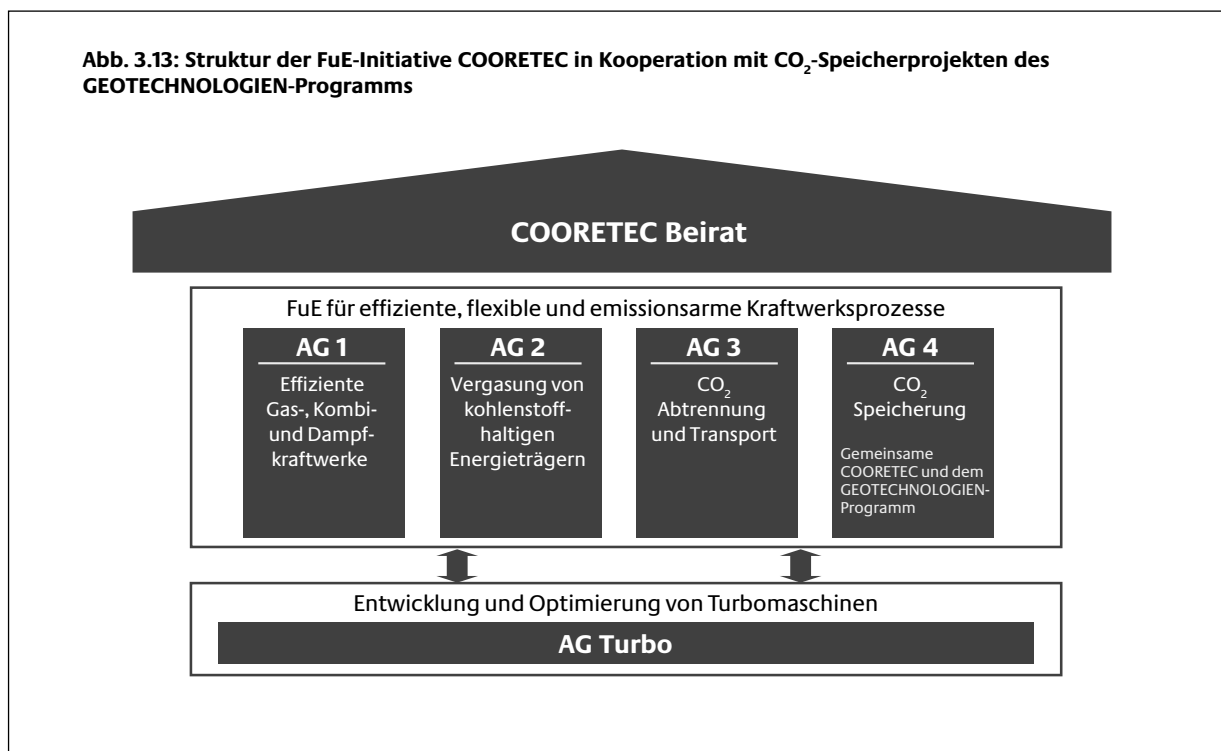 Abb. 3.13: Struktur der FuE-Initiative COORETEC in Kooperation mit CO₂-Speicherprojekten des
GEOTECHNOLOGIEN-Programms
COORETEC Beirat
FuE für effiziente, flexible und emissionsarme Kraftwerksprozesse
AG 1
Effiziente
Gas-, Kombi-
und Dampf-
kraftwerke
AG 2
Vergasung von
kohlenstoff-
haltigen
Energieträgern
AG 3
CO₂
Abtrennung
und Transport
AG 4
CO₂
Speicherung
Gemeinsame
COORETEC und dem
GEOTECHNOLOGIEN-
Programm
Entwicklung und Optimierung von Turbomaschinen
AG Turbo